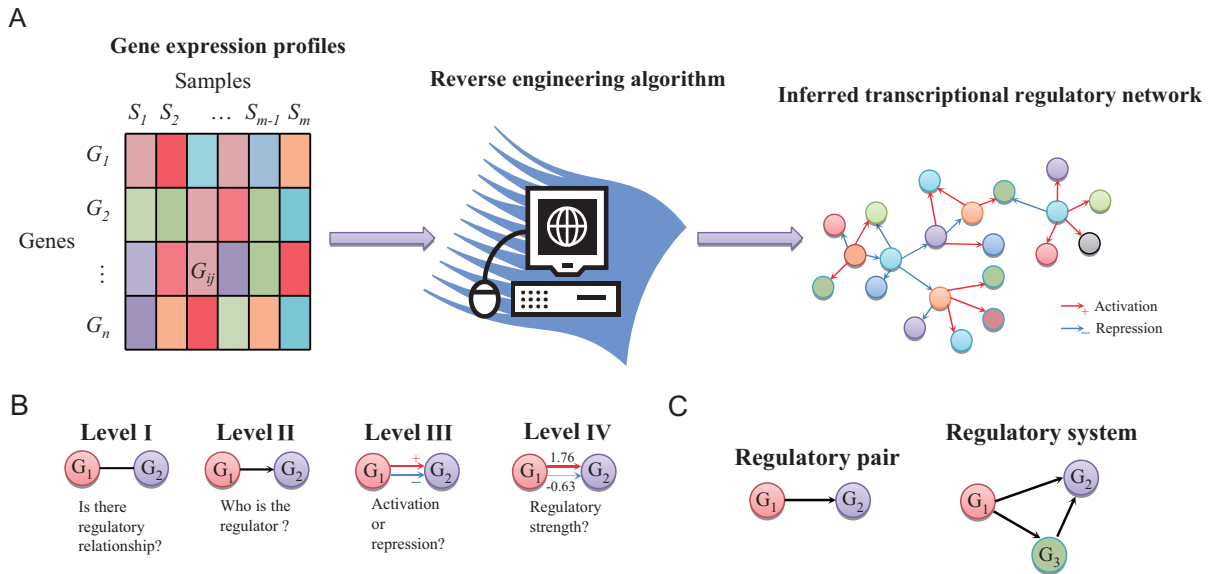 A
Gene expression profiles
Samples
S1 S2 … Sm-1 Sm
Genes
G1
G2
⋮
Gij
Gn
Reverse engineering algorithm
Inferred transcriptional regulatory network
+ Activation
− Repression
B
Level I
G1 G2
Is there
regulatory
relationship?
Level II
G1 G2
Who is the
regulator ?
Level III
+
G1 G2
−
Activation
or
repression?
Level IV
1.76
G1 G2
-0.63
Regulatory
strength?
C
Regulatory pair
G1 G2
Regulatory system
G2
G1
G3